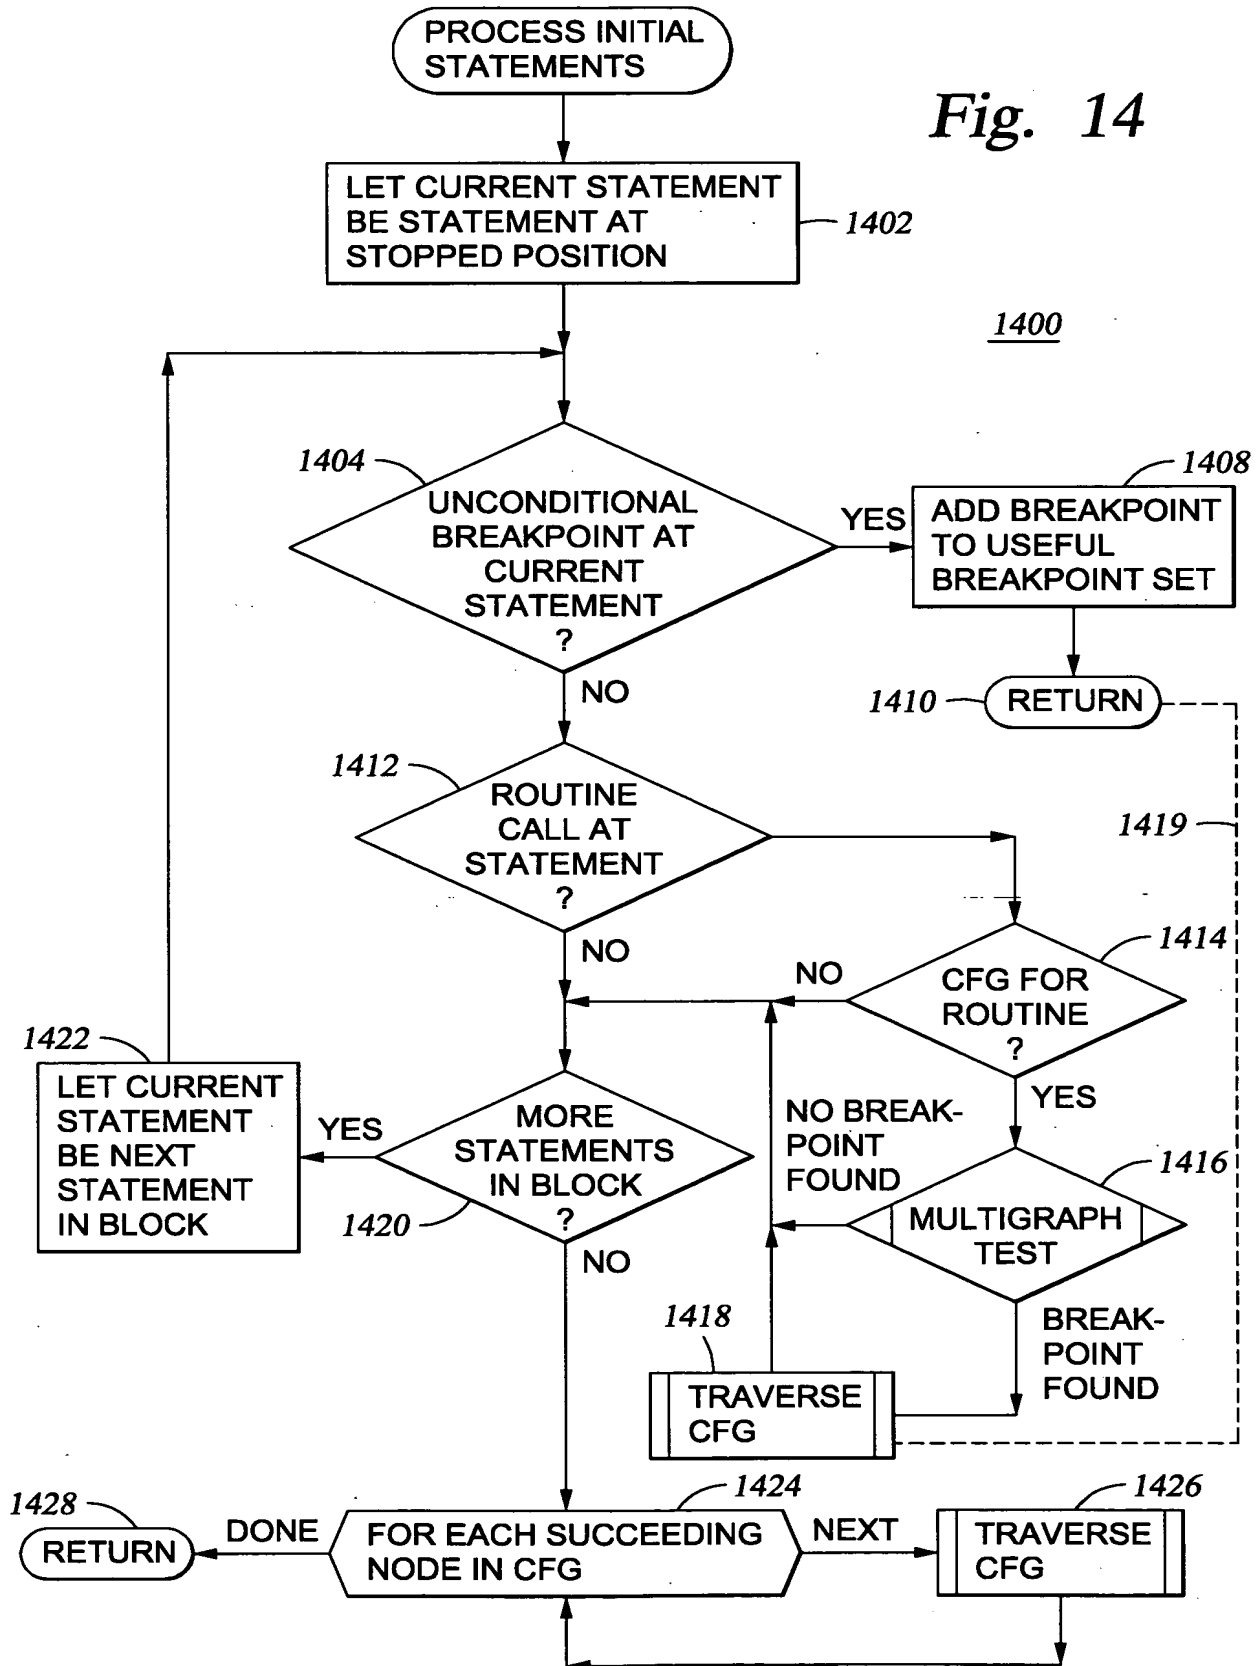 PROCESS INITIAL
STATEMENTS
Fig. 14
LET CURRENT STATEMENT
BE STATEMENT AT
STOPPED POSITION
1402
1400
1404
UNCONDITIONAL
BREAKPOINT AT
CURRENT
STATEMENT
?
YES
1408
ADD BREAKPOINT
TO USEFUL
BREAKPOINT SET
NO
1410
RETURN
1412
ROUTINE
CALL AT
STATEMENT
?
1419
NO
1414
CFG FOR
ROUTINE
?
NO
YES
1422
LET CURRENT
STATEMENT
BE NEXT
STATEMENT
IN BLOCK
YES
MORE
STATEMENTS
IN BLOCK
?
1420
NO
NO BREAK-
POINT
FOUND
1416
MULTIGRAPH
TEST
BREAK-
POINT
FOUND
1418
TRAVERSE
CFG
1424
FOR EACH SUCCEEDING
NODE IN CFG
DONE
1428
RETURN
NEXT
1426
TRAVERSE
CFG